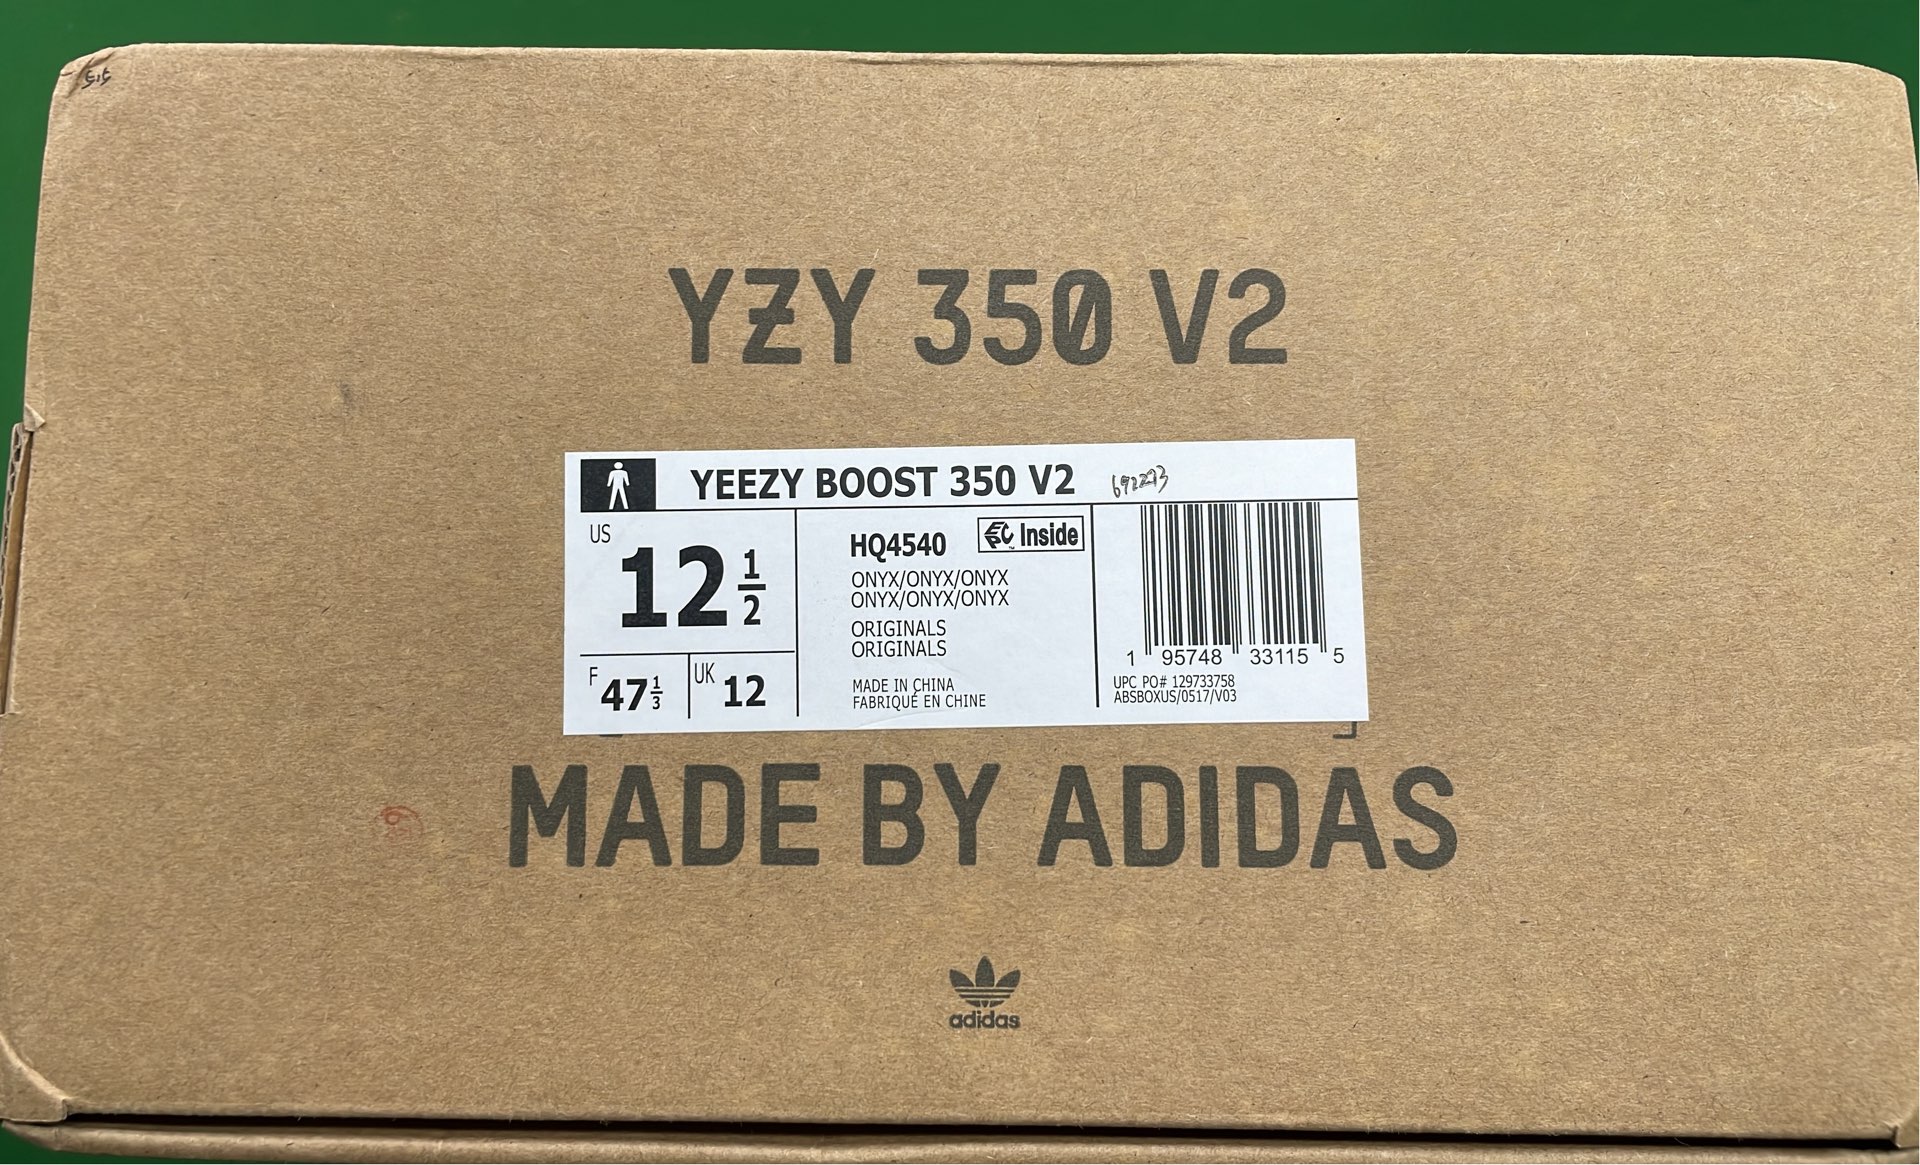 515
YZY 350 V2
YEEZY BOOST 350 V2
US
12 1/2
F 47 1/3
UK 12
HQ4540
EPC Inside
ONYX/ONYX/ONYX
ONYX/ONYX/ONYX
ORIGINALS
ORIGINALS
MADE IN CHINA
FABRIQUÉ EN CHINE
1 95748 33115 5
UPC PO# 129733758
ABSBOXUS/0517/V03
MADE BY ADIDAS
adidas